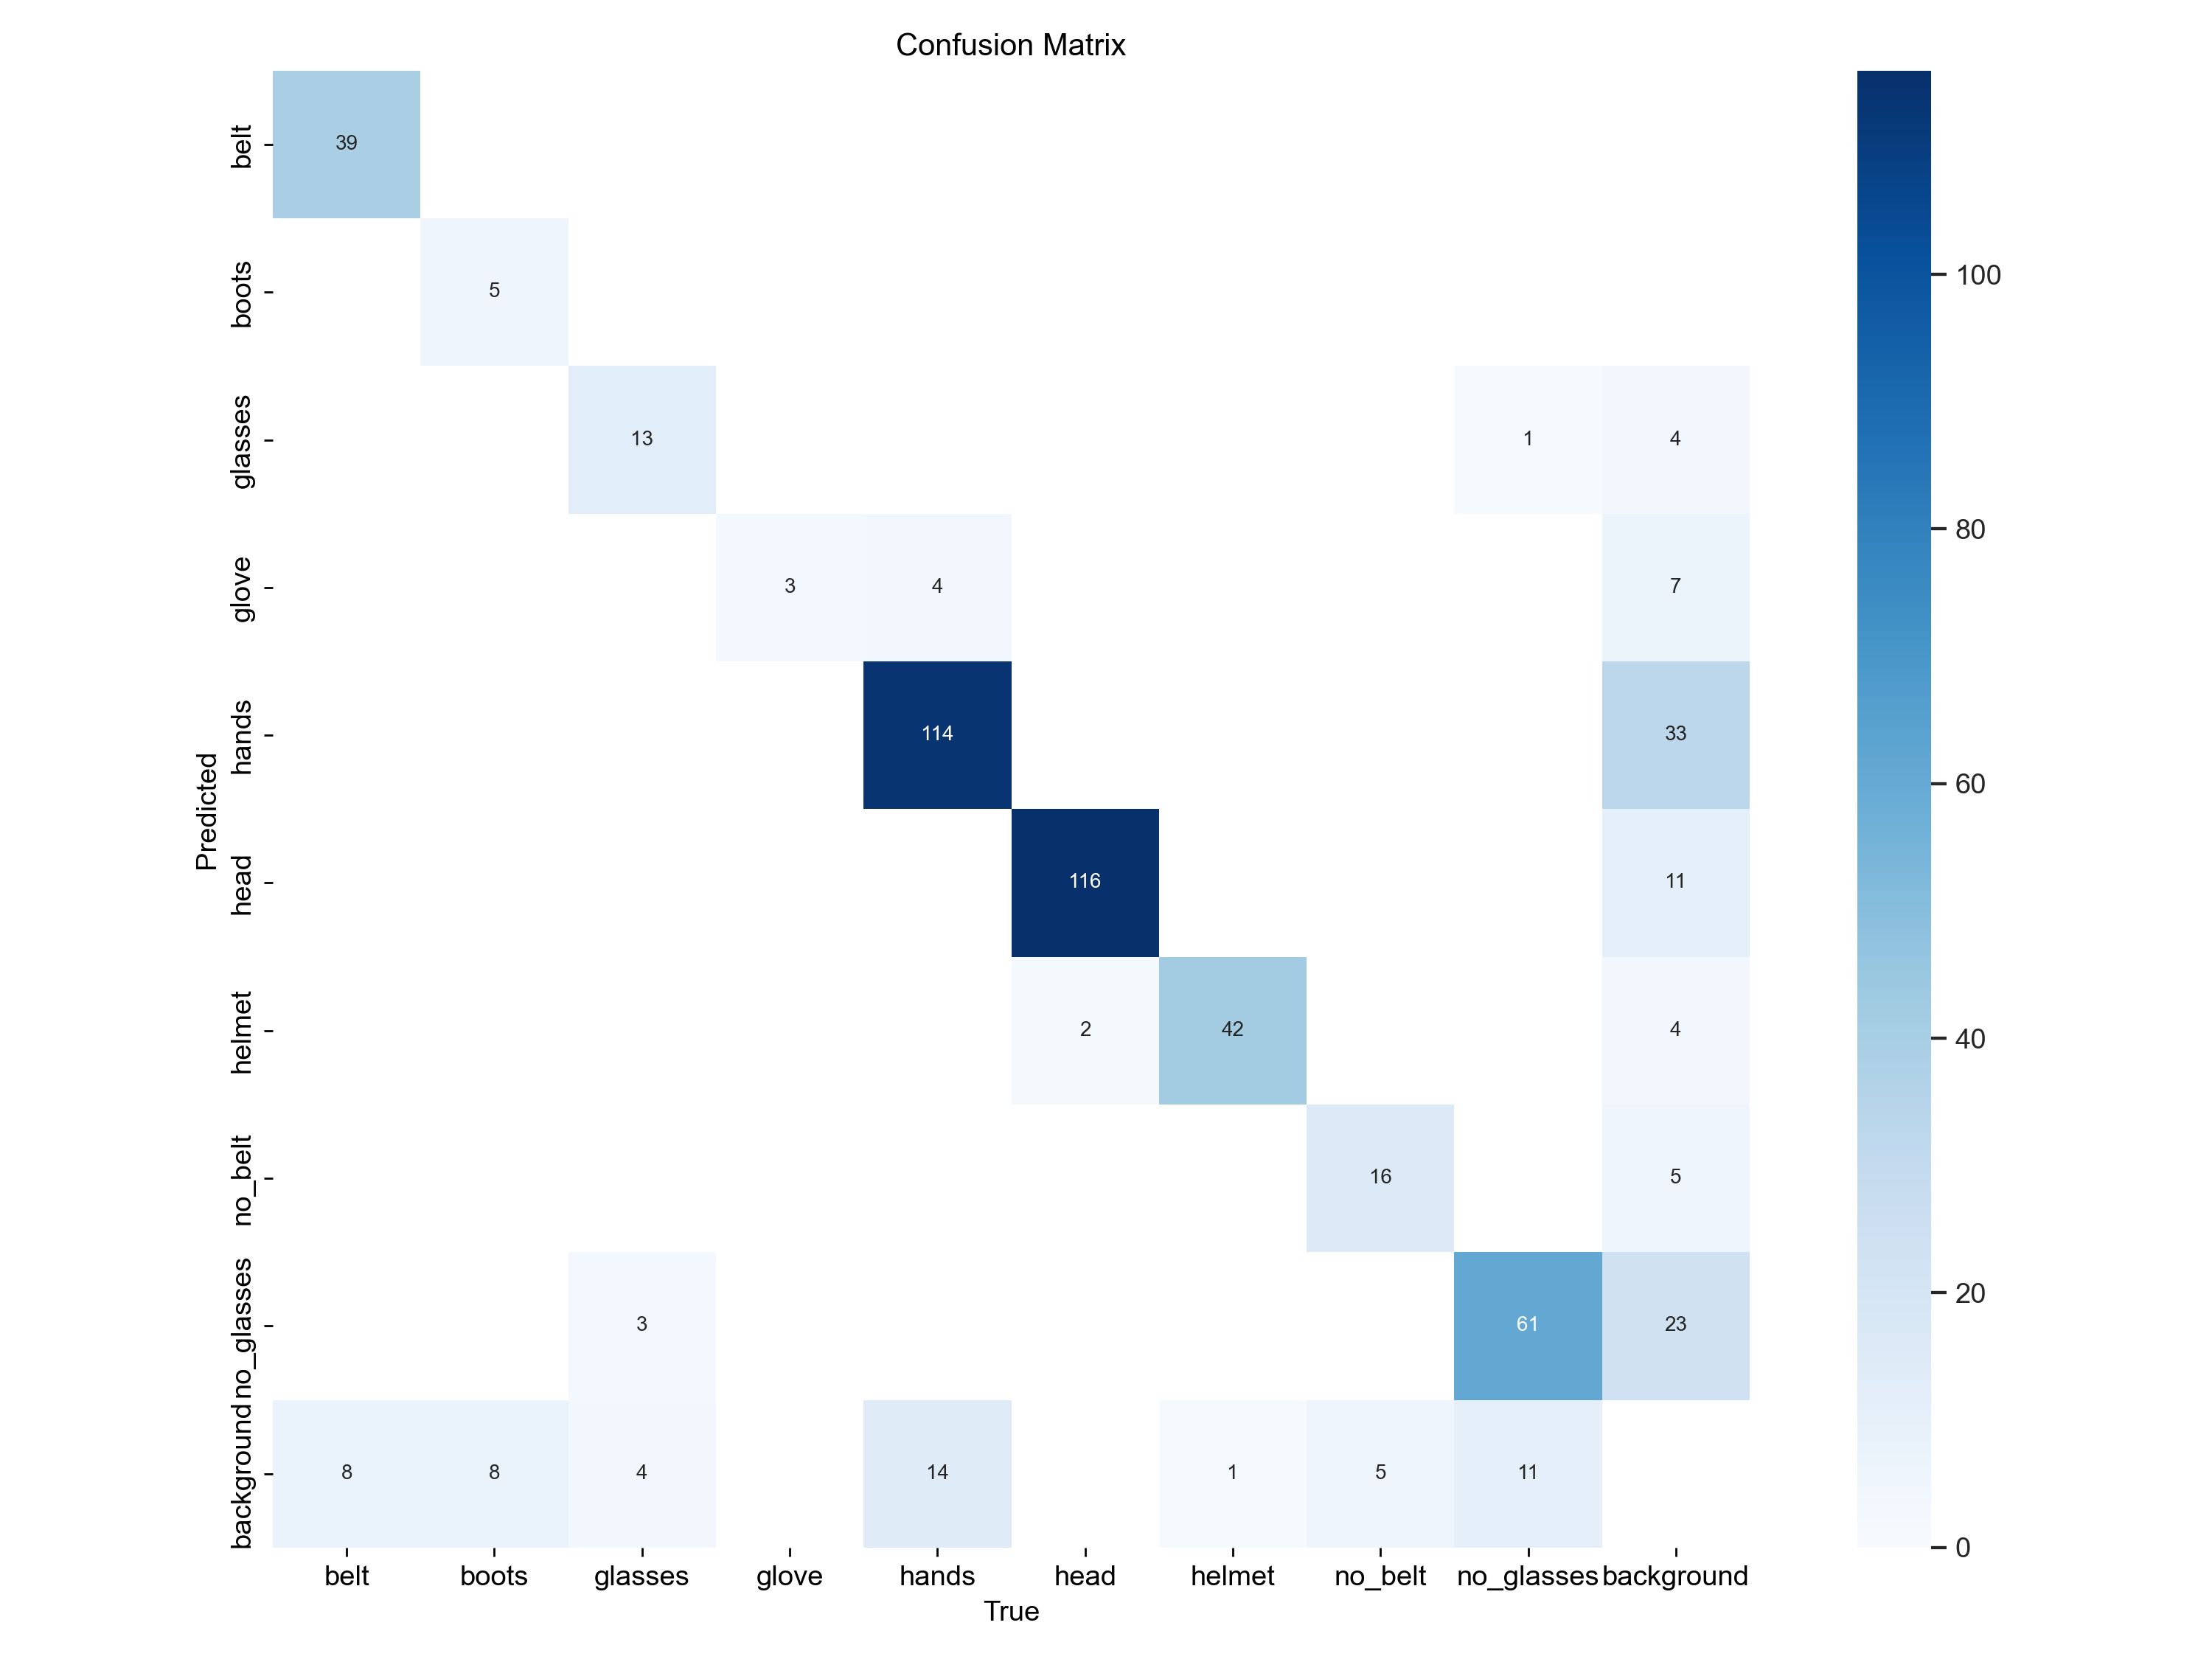 Confusion Matrix
belt
39
boots
5
glasses
13
1
4
glove
3
4
7
hands
114
33
head
116
11
helmet
2
42
4
no_belt
16
5
no_glasses
3
61
23
background
8
8
4
14
1
5
11
Predicted
belt boots glasses glove hands head helmet no_belt no_glasses background
True
100
80
60
40
20
0